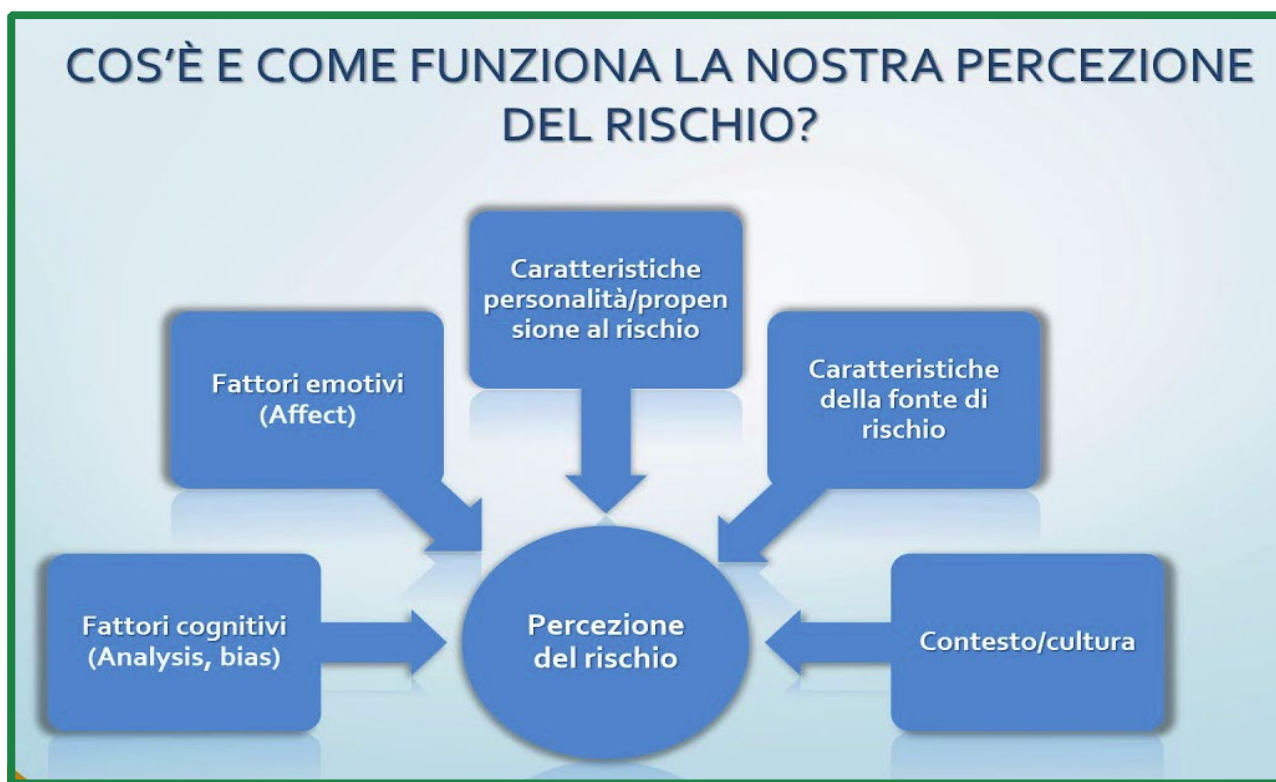 COS'È E COME FUNZIONA LA NOSTRA PERCEZIONE
DEL RISCHIO?
Caratteristiche
personalità/propen
sione al rischio
Fattori emotivi
(Affect)
Caratteristiche
della fonte di
rischio
Fattori cognitivi
(Analysis, bias)
Percezione
del rischio
Contesto/cultura